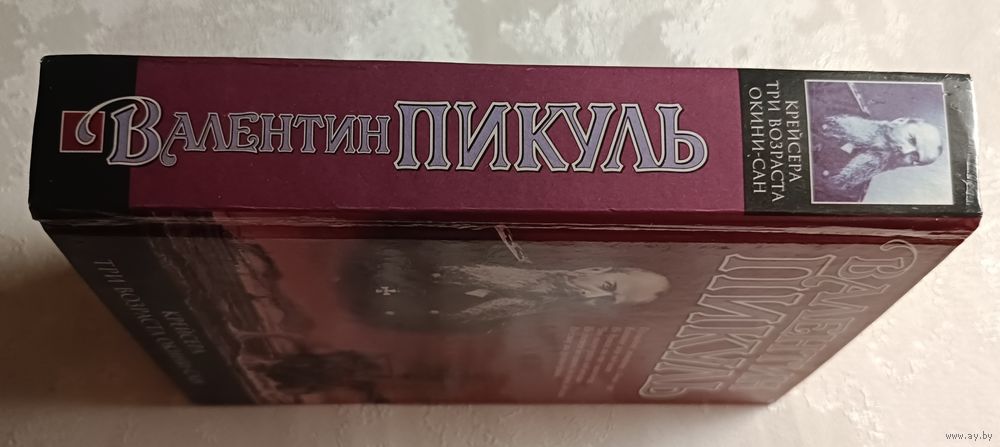 ВАЛЕНТИН ПИКУЛЬ
КРЕЙСЕРА
ТРИ ВОЗРАСТА
ОКИНИ-САН
ВАЛЕНТИН
ПИКУЛЬ
КРЕЙСЕРА
ТРИ ВОЗРАСТА ОКИНИ-САН
www.ay.by